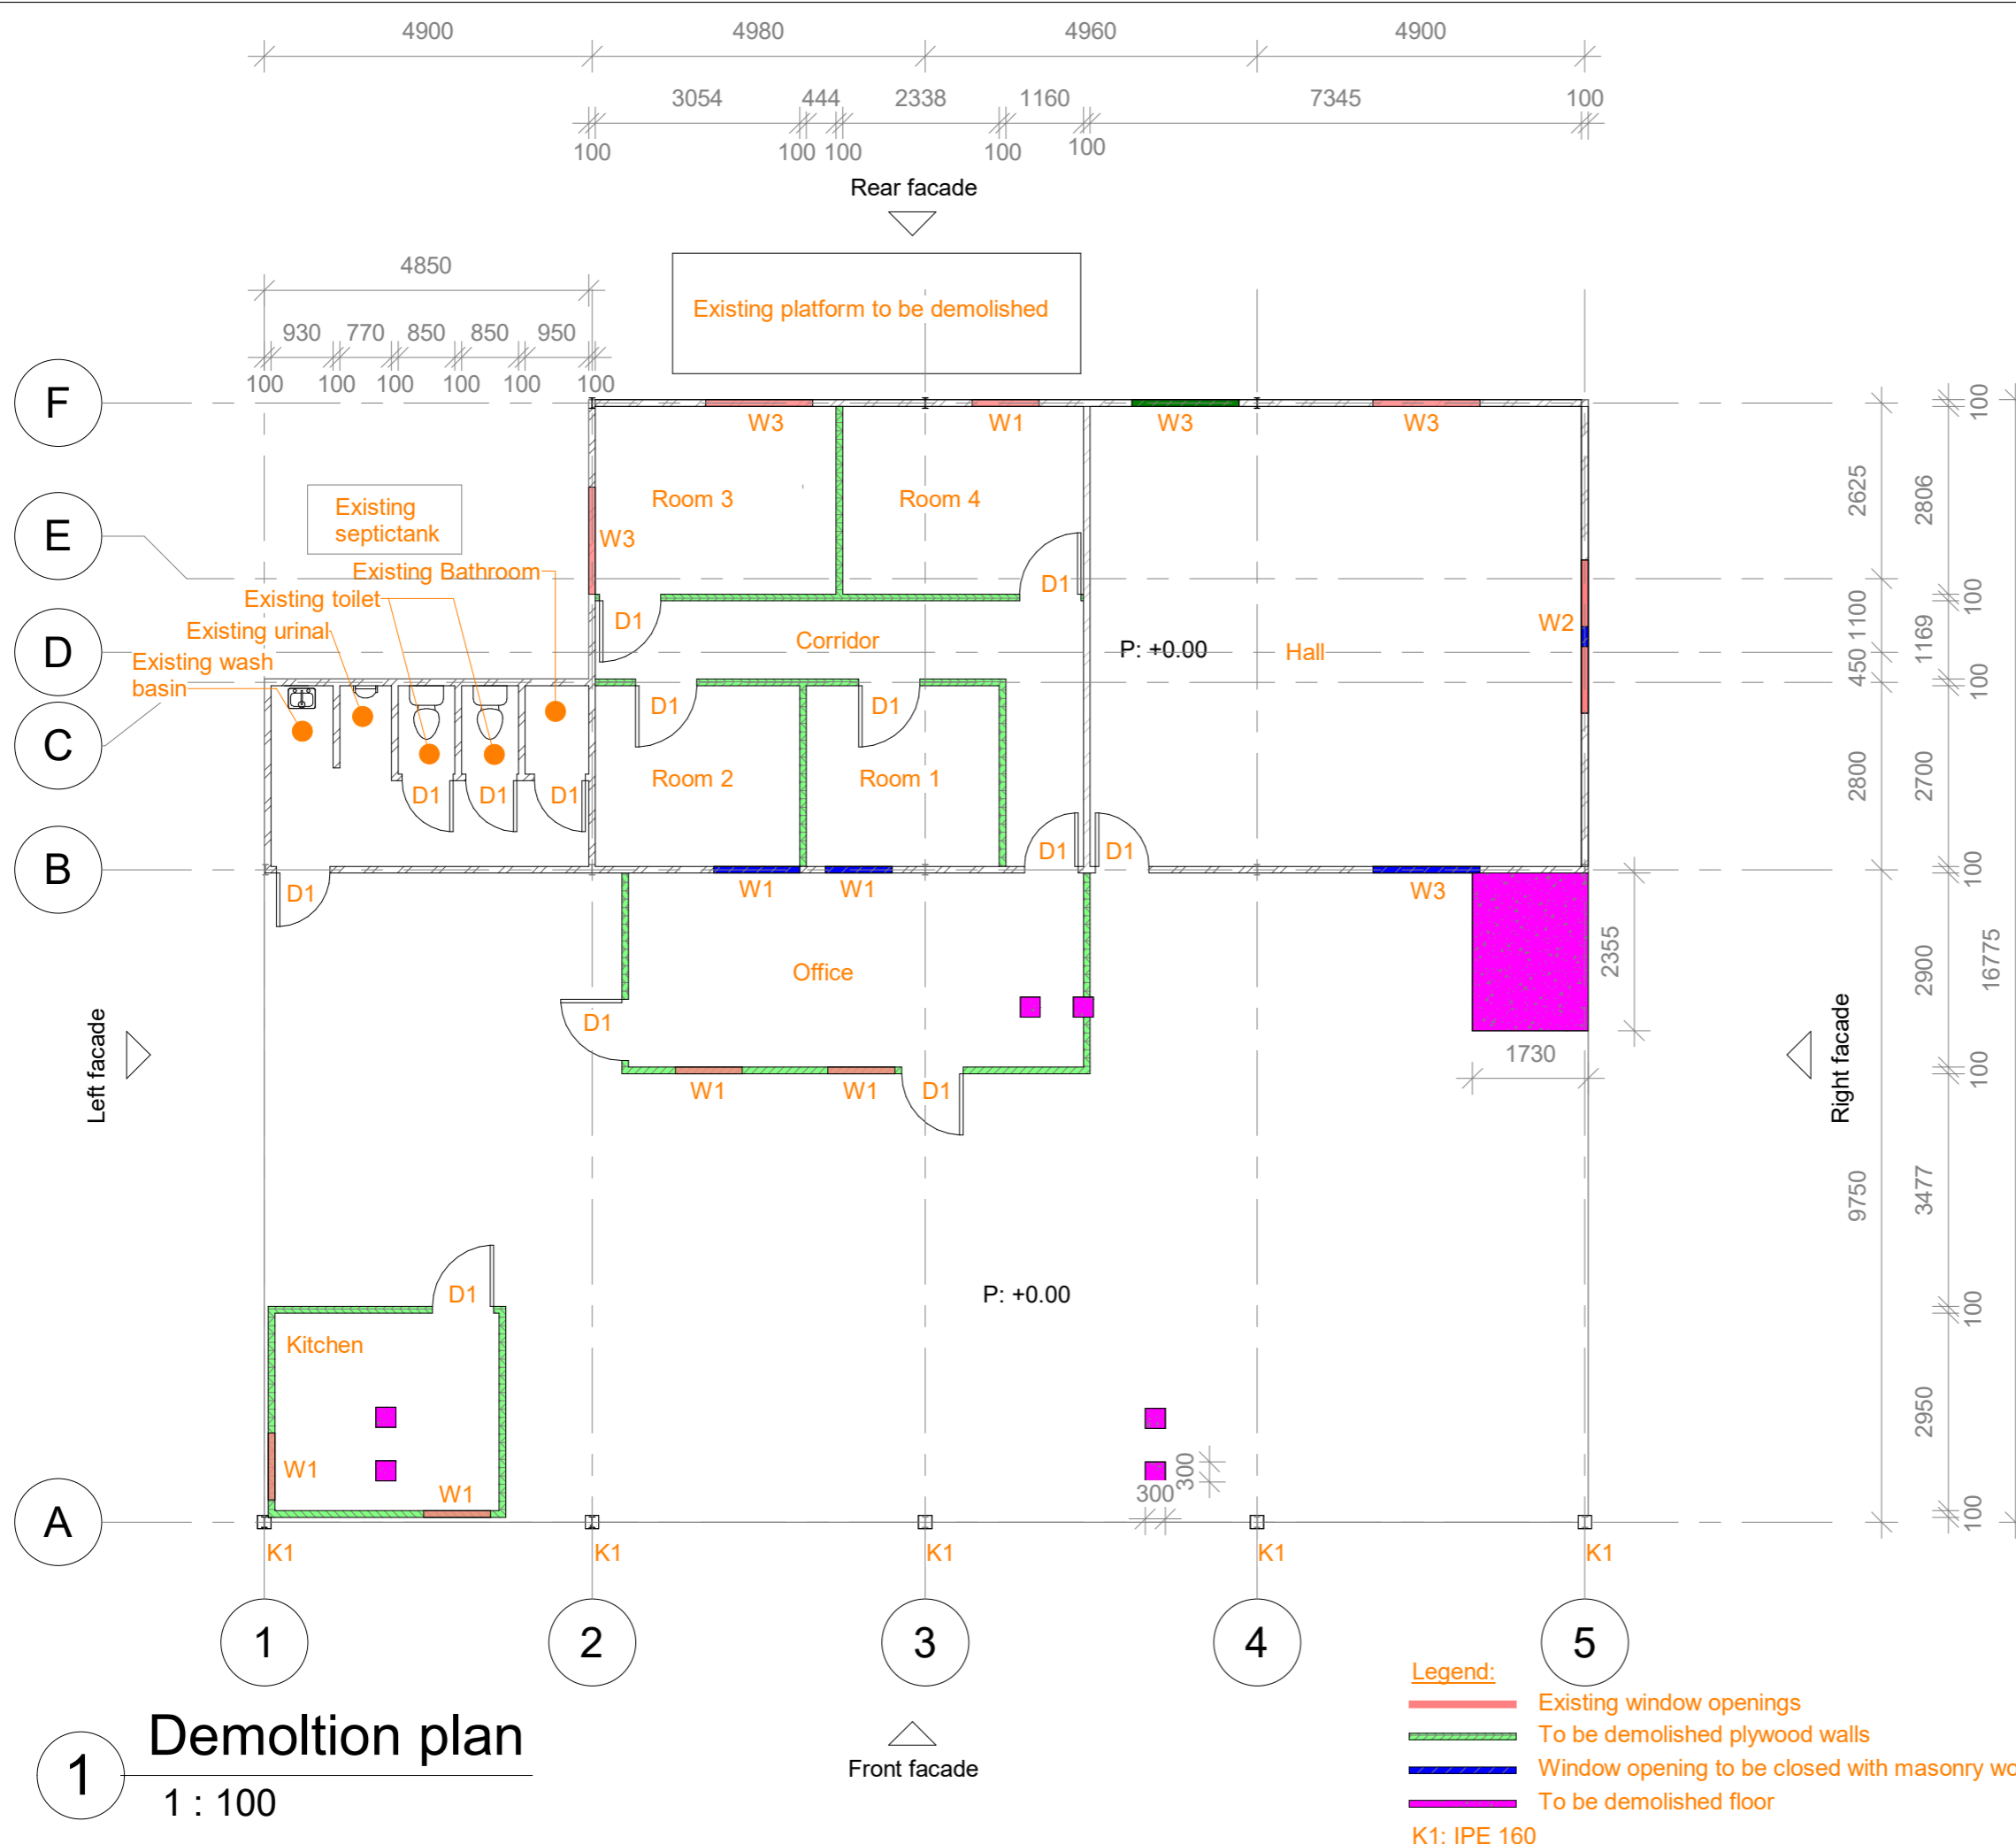 4900 4980 4960 4900
3054 444 2338 1160 7345 100
100 100 100 100 100
Rear facade
4850
Existing platform to be demolished
930 770 850 850 950
100 100 100 100 100 100
F
W3 W1 W3 W3
100
2625 2806
Room 3 Room 4
Existing
septictank
E
W3
Existing Bathroom
D1
Existing toilet
100
D1
W2
Existing urinal
Corridor
P: +0.00
Hall
1100 1169
D
Existing wash
basin
450 100
D1 D1
C
Room 2 Room 1
2800 2700
D1 D1 D1
D1 D1
B
D1
W1 W1 W3
100
2355
Office
2900 16775
D1
Left facade
Right facade
1730
100
W1 W1 D1
9750 3477
D1
P: +0.00
100
Kitchen
2950
W1
W1
300
300
A
100
K1 K1 K1 K1 K1
1 2 3 4 5
Legend:
Existing window openings
To be demolished plywood walls
Window opening to be closed with masonry wo
To be demolished floor
K1: IPE 160
Front facade
1
Demoltion plan
1 : 100